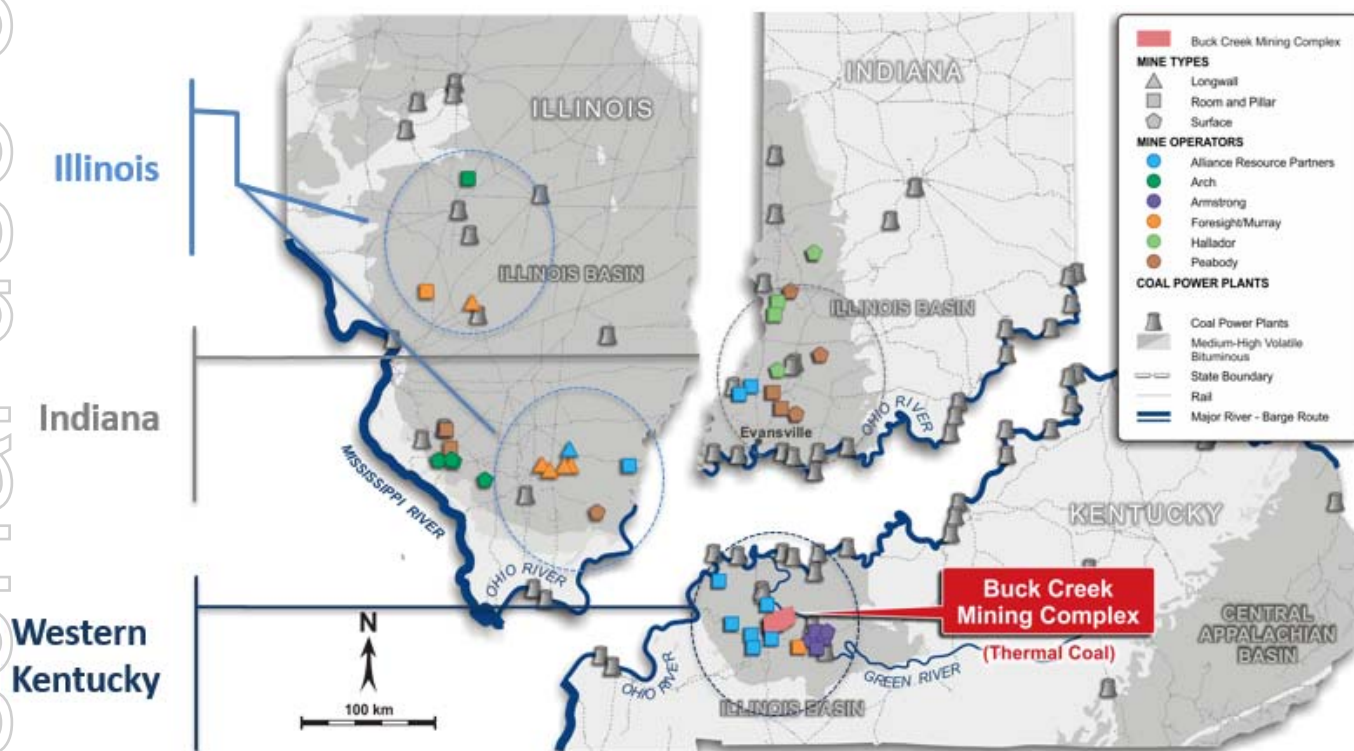 Illinois
Indiana
Western
Kentucky
ILLINOIS
ILLINOIS BASIN
MISSISSIPPI RIVER
OHIO RIVER
N
100 km
INDIANA
ILLINOIS BASIN
Evansville
OHIO RIVER
KENTUCKY
Buck Creek
Mining Complex
(Thermal Coal)
CENTRAL
APPALACHIAN
BASIN
OHIO RIVER
GREEN RIVER
ILLINOIS BASIN
Buck Creek Mining Complex
MINE TYPES
Longwall
Room and Pillar
Surface
MINE OPERATORS
Alliance Resource Partners
Arch
Armstrong
Foresight/Murray
Hallador
Peabody
COAL POWER PLANTS
Coal Power Plants
Medium-High Volatile
Bituminous
State Boundary
Rail
Major River - Barge Route